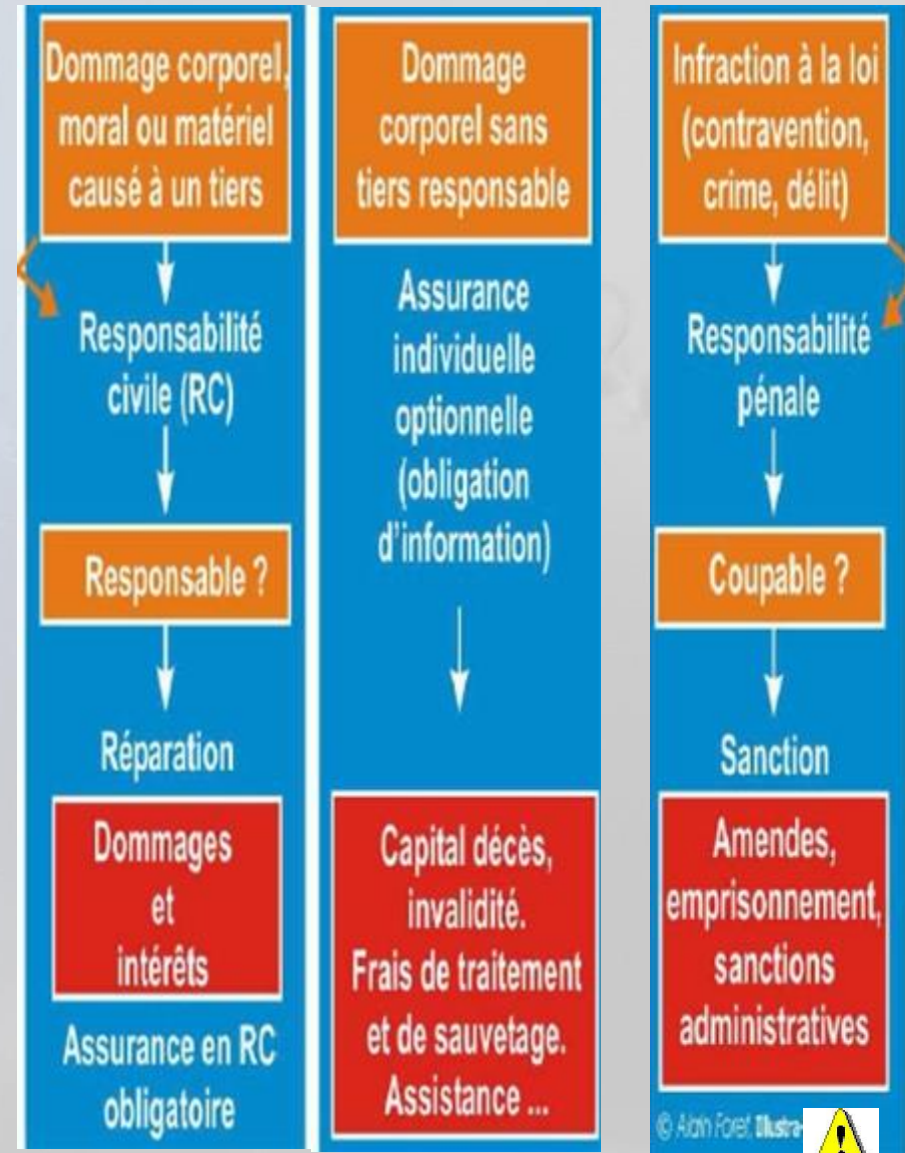 Dommage corporel,
moral ou matériel
causé à un tiers
Responsabilité
civile (RC)
Responsable ?
Réparation
Dommages
et
intérêts
Assurance en RC
obligatoire
Dommage
corporel sans
tiers responsable
Assurance
individuelle
optionnelle
(obligation
d'information)
Capital décès,
invalidité.
Frais de traitement
et de sauvetage.
Assistance ...
Infraction à la loi
(contravention,
crime, délit)
Responsabilité
pénale
Coupable ?
Sanction
Amendes,
emprisonnement,
sanctions
administratives
© Alain Foret, Illustra-